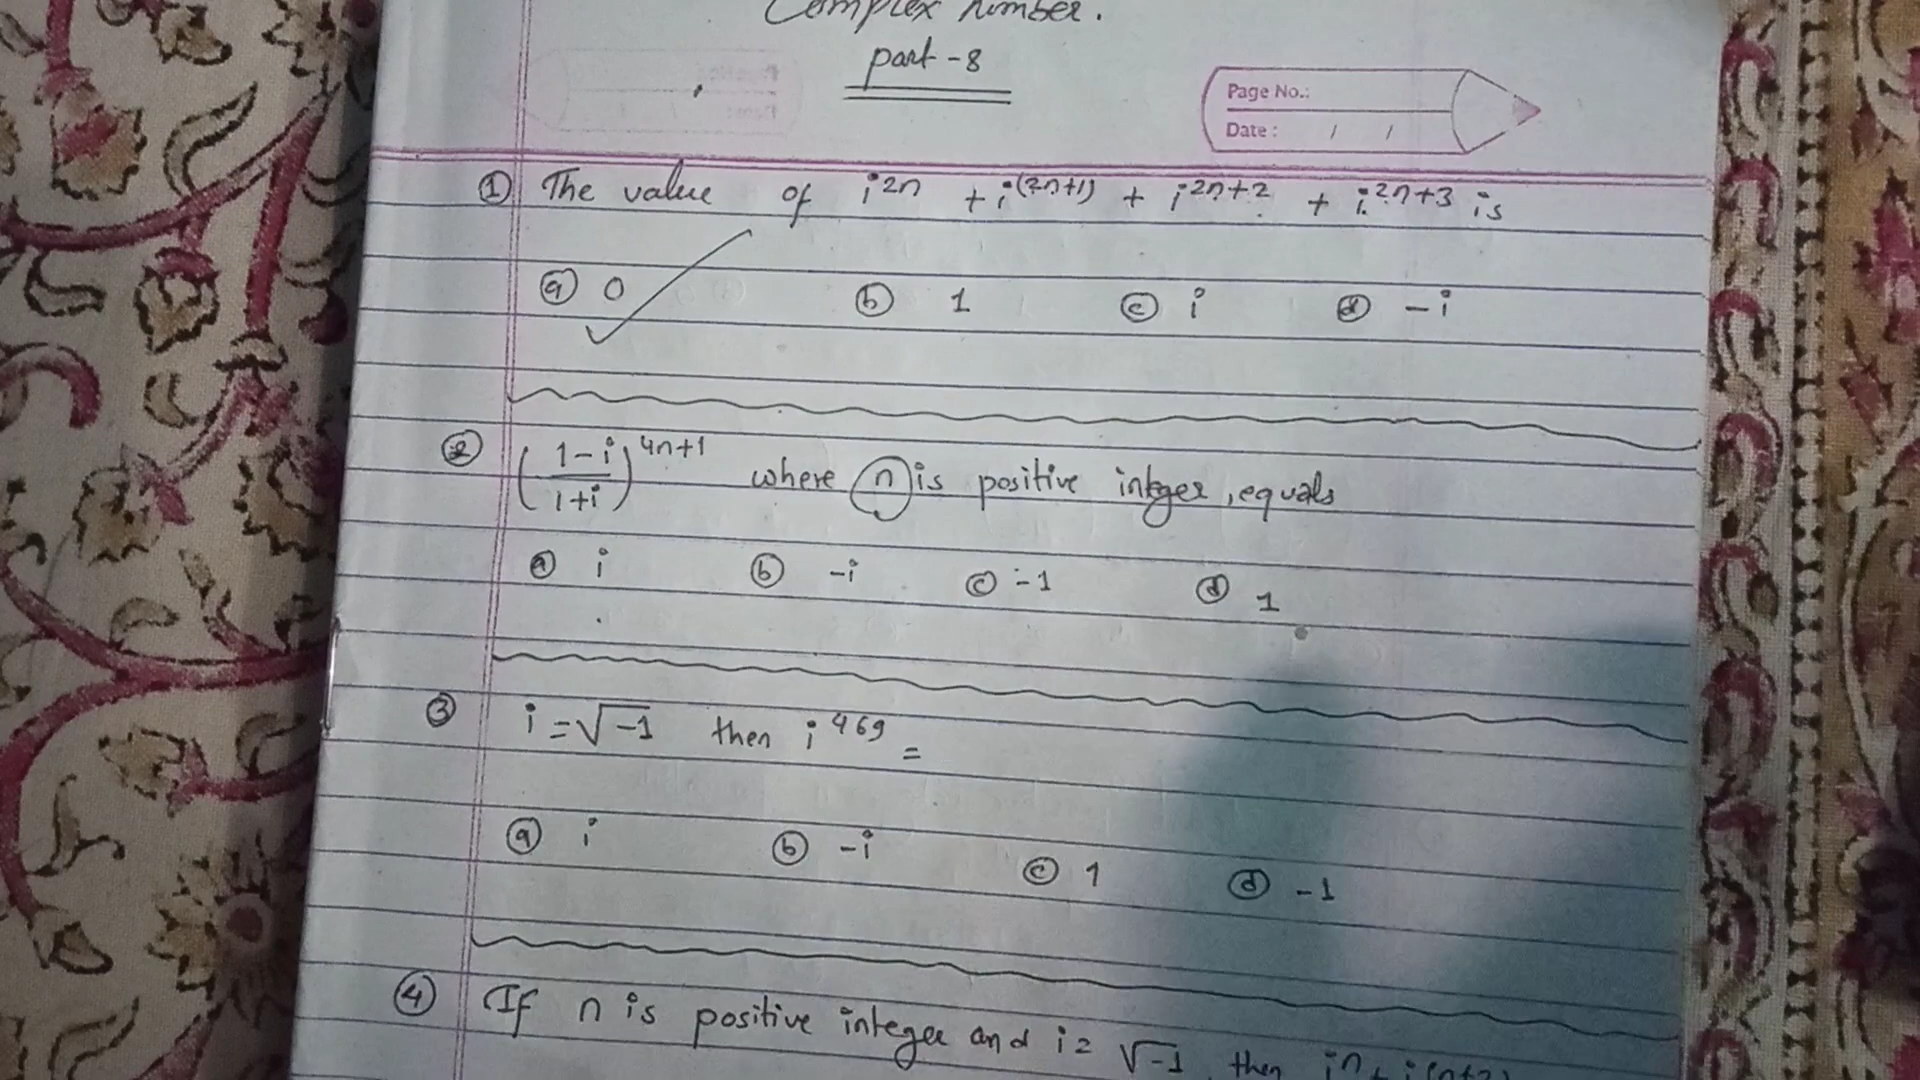 Complex number.
part-8
Page No.:
Date: / /
① The value of i^2n + i^(2n+1) + i^2n+2 + i^2n+3 is
ⓐ 0 ⓑ 1 ⓒ i ⓓ -i
② (1-i/1+i)^4n+1 where n is positive integer, equals
ⓐ i ⓑ -i ⓒ -1 ⓓ 1
③ i = √-1 then i^469 =
ⓐ i ⓑ -i ⓒ 1 ⓓ -1
④ If n is positive integer and i = √-1 then i^n +